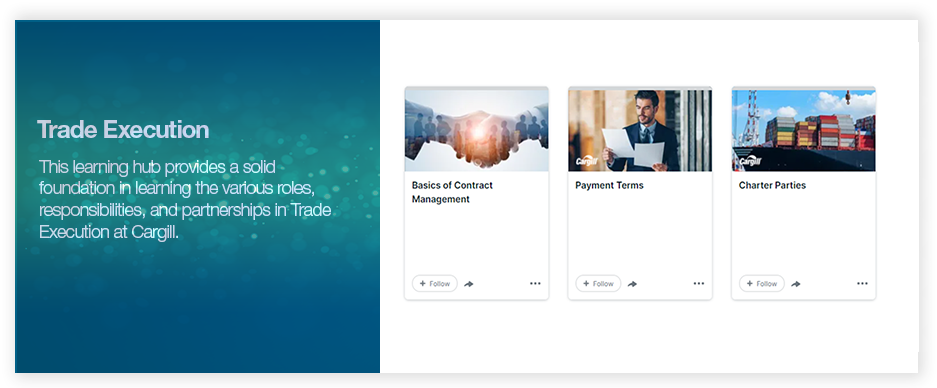 Trade Execution
This learning hub provides a solid
foundation in learning the various roles,
responsibilities, and partnerships in Trade
Execution at Cargill.
Cargill
Cargill
Basics of Contract
Management
Payment Terms
Charter Parties
+ Follow
+ Follow
+ Follow